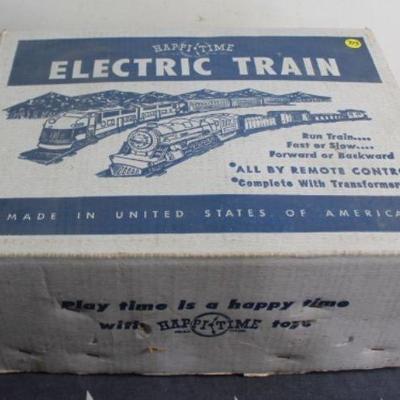 HAPPI-TIME
ELECTRIC TRAIN
Run Train....
Fast or Slow....
Forward or Backward
ALL BY REMOTE CONTRO
Complete With Transformer
MADE IN UNITED STATES OF AMERICA
Play time is a happy time
with HAPPI-TIME toys